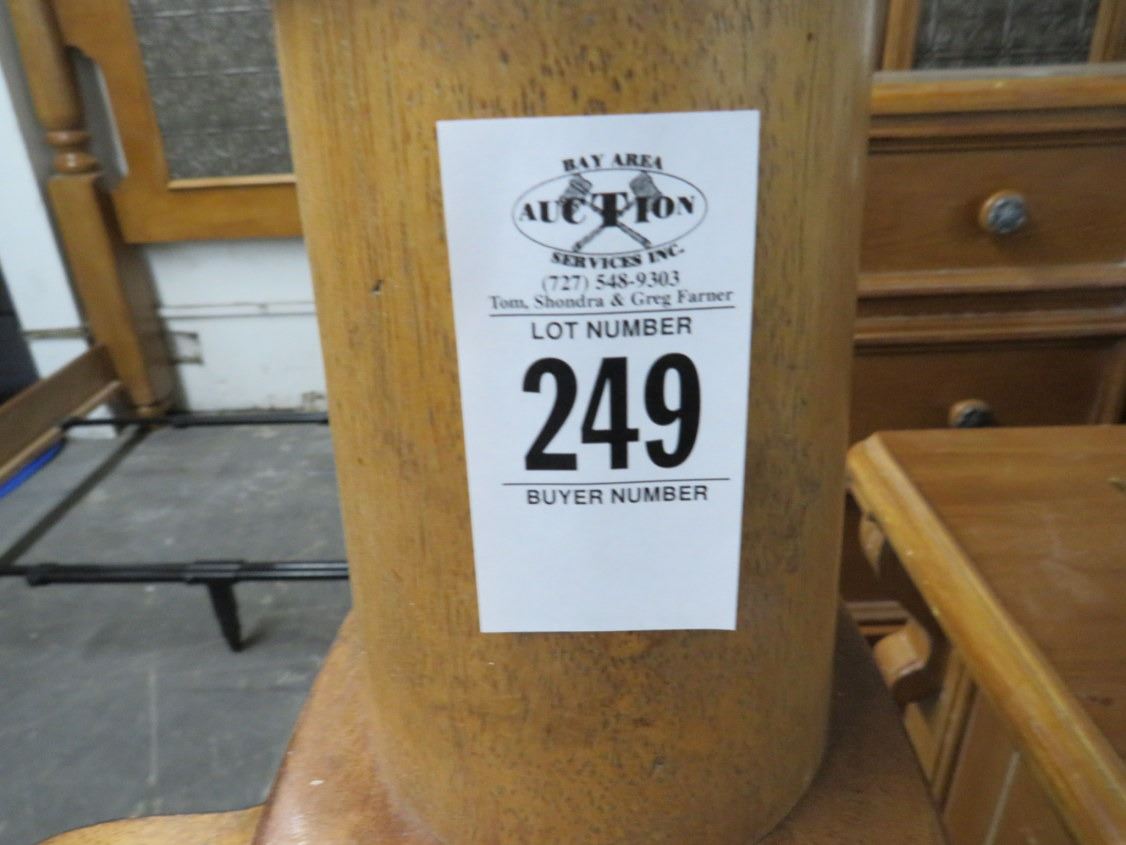 BAY AREA
AUCTION
SERVICES INC.
(727) 548-9303
Tom, Shondra & Greg Farner
LOT NUMBER
249
BUYER NUMBER